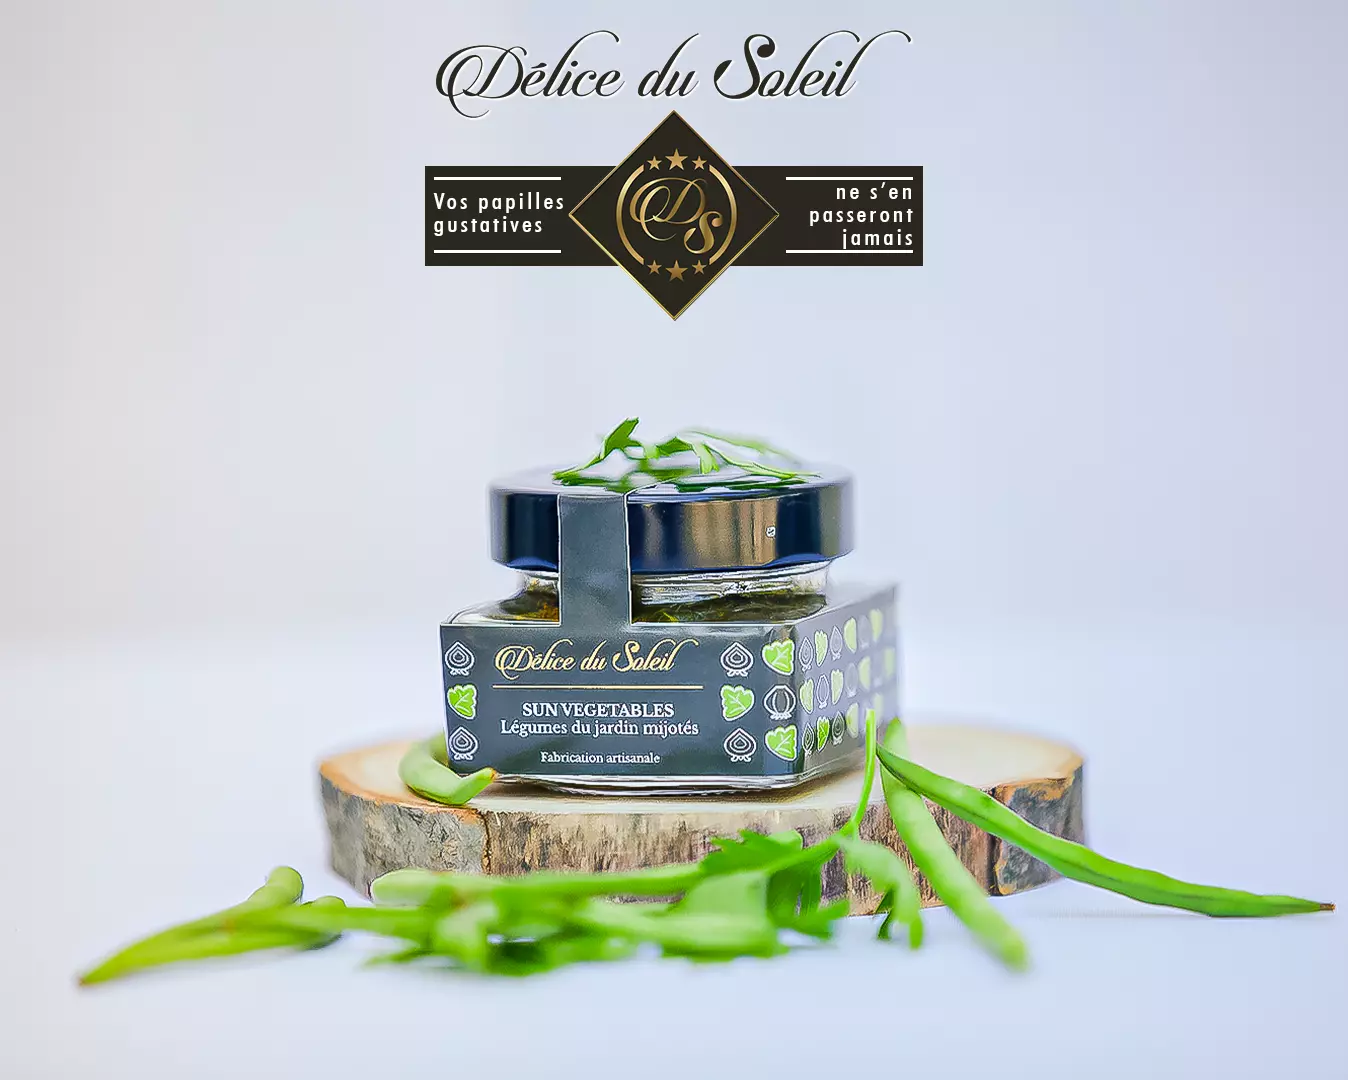 Délice du Soleil
Vos papilles
gustatives
DS
ne s'en
passeront
jamais
Délice du Soleil
SUN VEGETABLES
Légumes du jardin mijotés
Fabrication artisanale